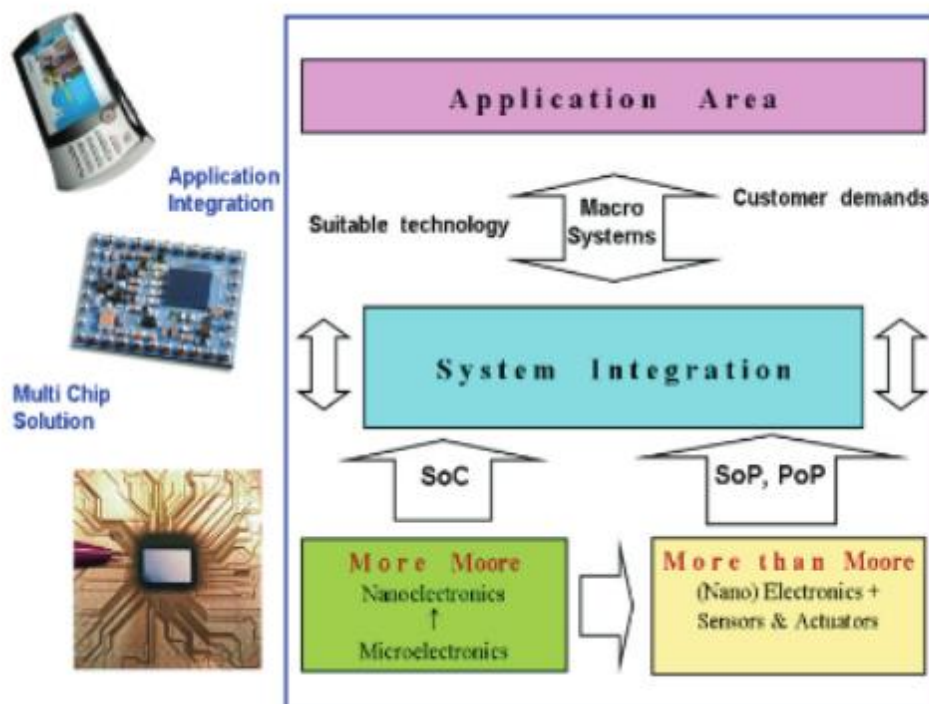 Application
Integration
Multi Chip
Solution
Application Area
Suitable technology
Macro
Systems
Customer demands
System Integration
SoC
SoP, PoP
More Moore
Nanoelectronics
↑
Microelectronics
More than Moore
(Nano) Electronics +
Sensors & Actuators